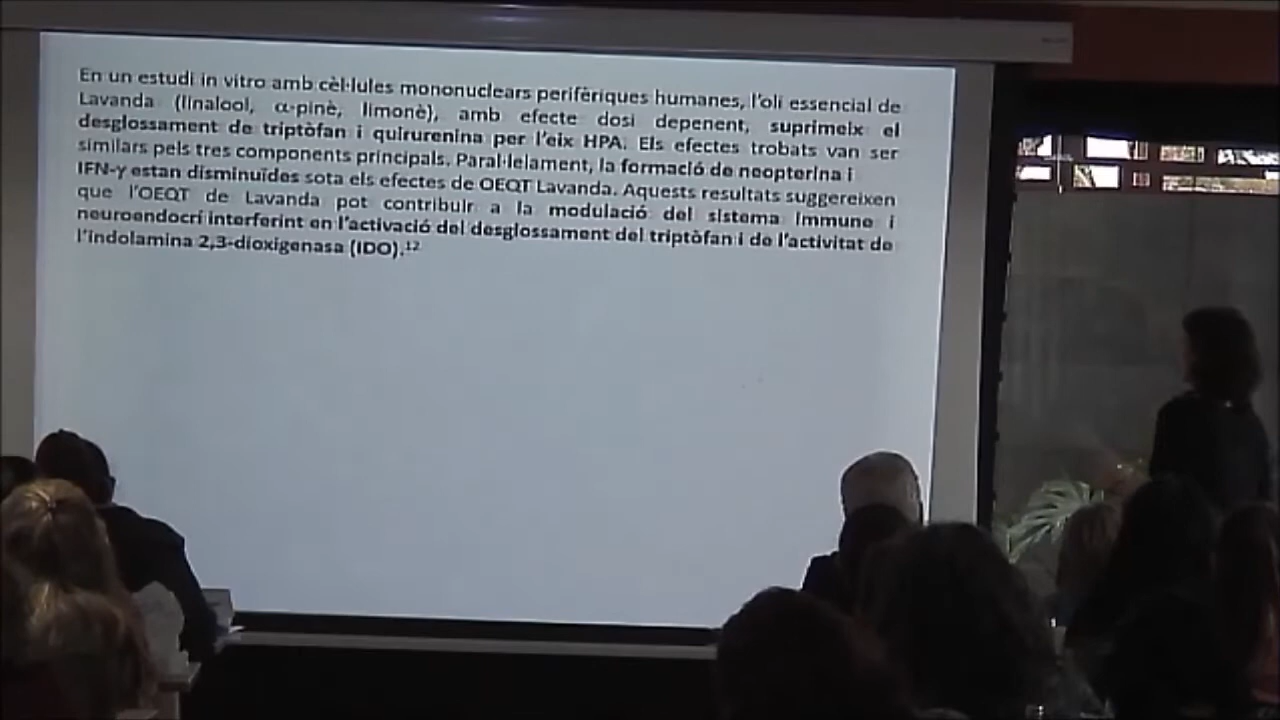 En un estudi in vitro amb cèl·lules mononuclears perifèriques humanes, l'oli essencial de
Lavanda (linalool, α-pinè, limonè), amb efecte dosi depenent, suprimeix el
desglossament de triptòfan i quirurenina per l'eix HPA. Els efectes trobats van ser
similars pels tres components principals. Paral·lelament, la formació de neopterina i
IFN-γ estan disminuïdes sota els efectes de OEQT Lavanda. Aquests resultats suggereixen
que l'OEQT de Lavanda pot contribuir a la modulació del sistema immune i
neuroendocrí interferint en l'activació del desglossament del triptòfan i de l'activitat de
l'indolamina 2,3-dioxigenasa (IDO).¹²